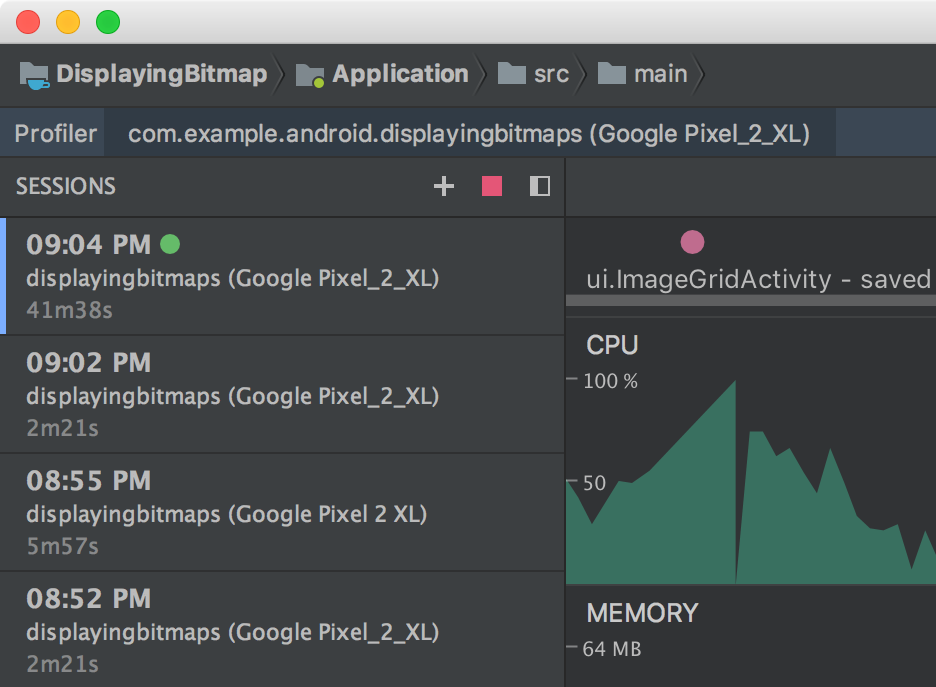 DisplayingBitmap Application src main
Profiler com.example.android.displayingbitmaps (Google Pixel_2_XL)
SESSIONS
09:04 PM
displayingbitmaps (Google Pixel_2_XL)
41m38s
09:02 PM
displayingbitmaps (Google Pixel_2_XL)
2m21s
08:55 PM
displayingbitmaps (Google Pixel 2 XL)
5m57s
08:52 PM
displayingbitmaps (Google Pixel_2_XL)
2m21s
ui.ImageGridActivity - saved
CPU
100 %
50
MEMORY
64 MB